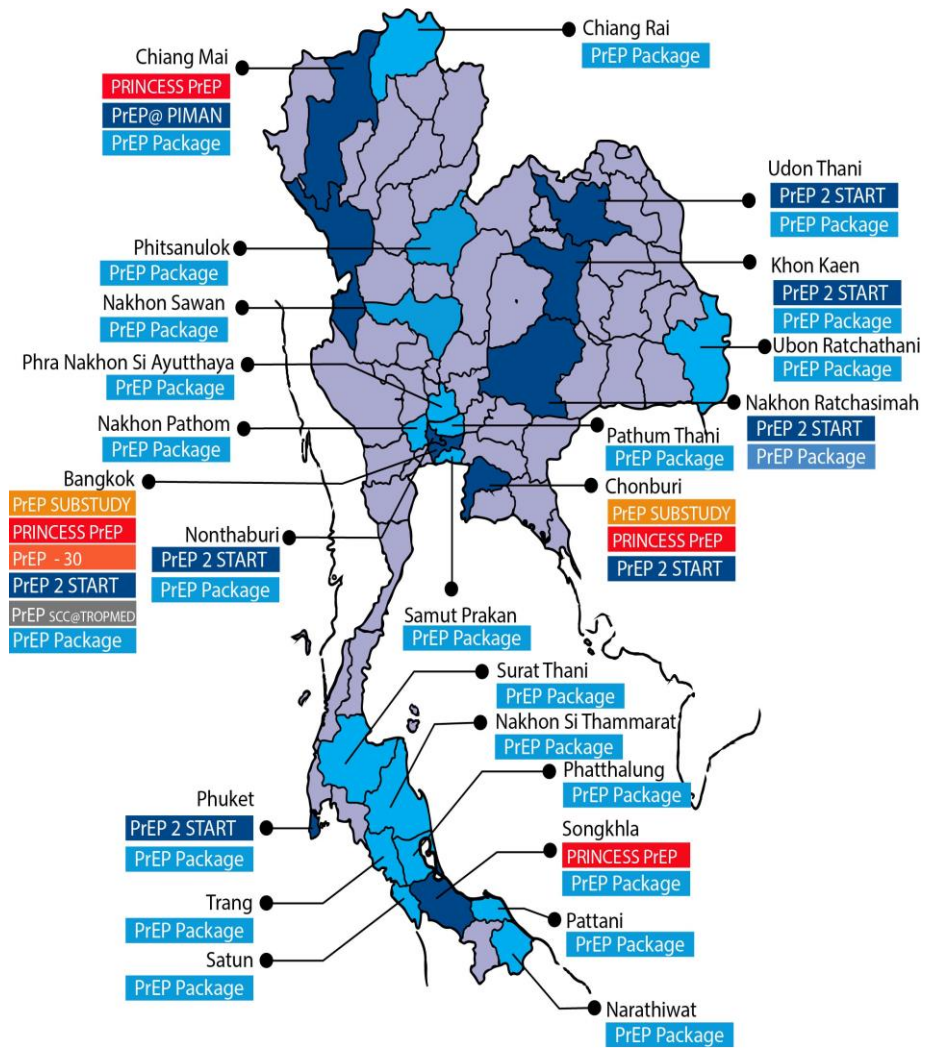 Chiang Rai
PrEP Package
Chiang Mai
PRINCESS PrEP
PrEP@ PIMAN
PrEP Package
Udon Thani
PrEP 2 START
PrEP Package
Phitsanulok
PrEP Package
Khon Kaen
PrEP 2 START
PrEP Package
Nakhon Sawan
PrEP Package
Ubon Ratchathani
PrEP Package
Phra Nakhon Si Ayutthaya
PrEP Package
Nakhon Ratchasimah
PrEP 2 START
PrEP Package
Nakhon Pathom
PrEP Package
Pathum Thani
PrEP Package
Bangkok
PrEP SUBSTUDY
PRINCESS PrEP
PrEP - 30
PrEP 2 START
PrEP SCC@TROPMED
PrEP Package
Chonburi
PrEP SUBSTUDY
PRINCESS PrEP
PrEP 2 START
Nonthaburi
PrEP 2 START
PrEP Package
Samut Prakan
PrEP Package
Surat Thani
PrEP Package
Nakhon Si Thammarat
PrEP Package
Phatthalung
PrEP Package
Phuket
PrEP 2 START
PrEP Package
Songkhla
PRINCESS PrEP
PrEP Package
Trang
PrEP Package
Pattani
PrEP Package
Satun
PrEP Package
Narathiwat
PrEP Package